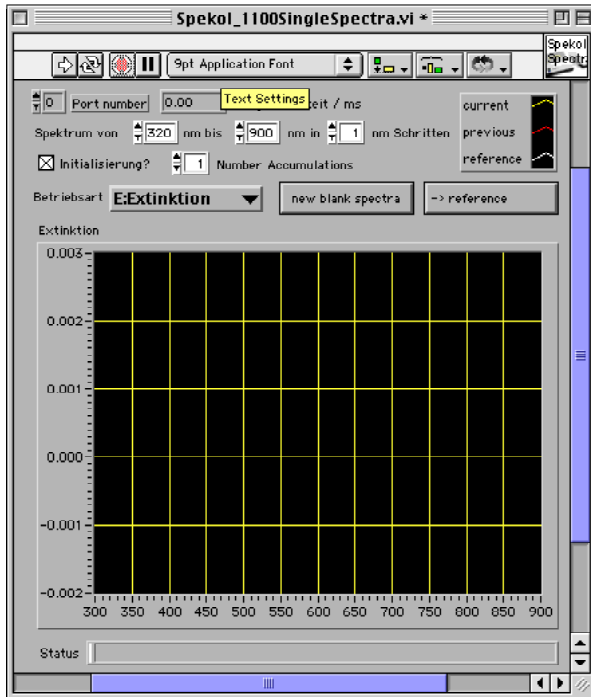 Spekol_1100SingleSpectra.vi *
9pt Application Font
Spekol
Spectr
0 Port number 0.00 Text Settings zeit / ms
current
Spektrum von 320 nm bis 900 nm in 1 nm Schritten
previous
Initialisierung? 1 Number Accumulations
reference
Betriebsart E:Extinktion new blank spectra -> reference
Extinktion
0.003
0.002
0.001
0.000
-0.001
-0.002
300 350 400 450 500 550 600 650 700 750 800 850 900
Status